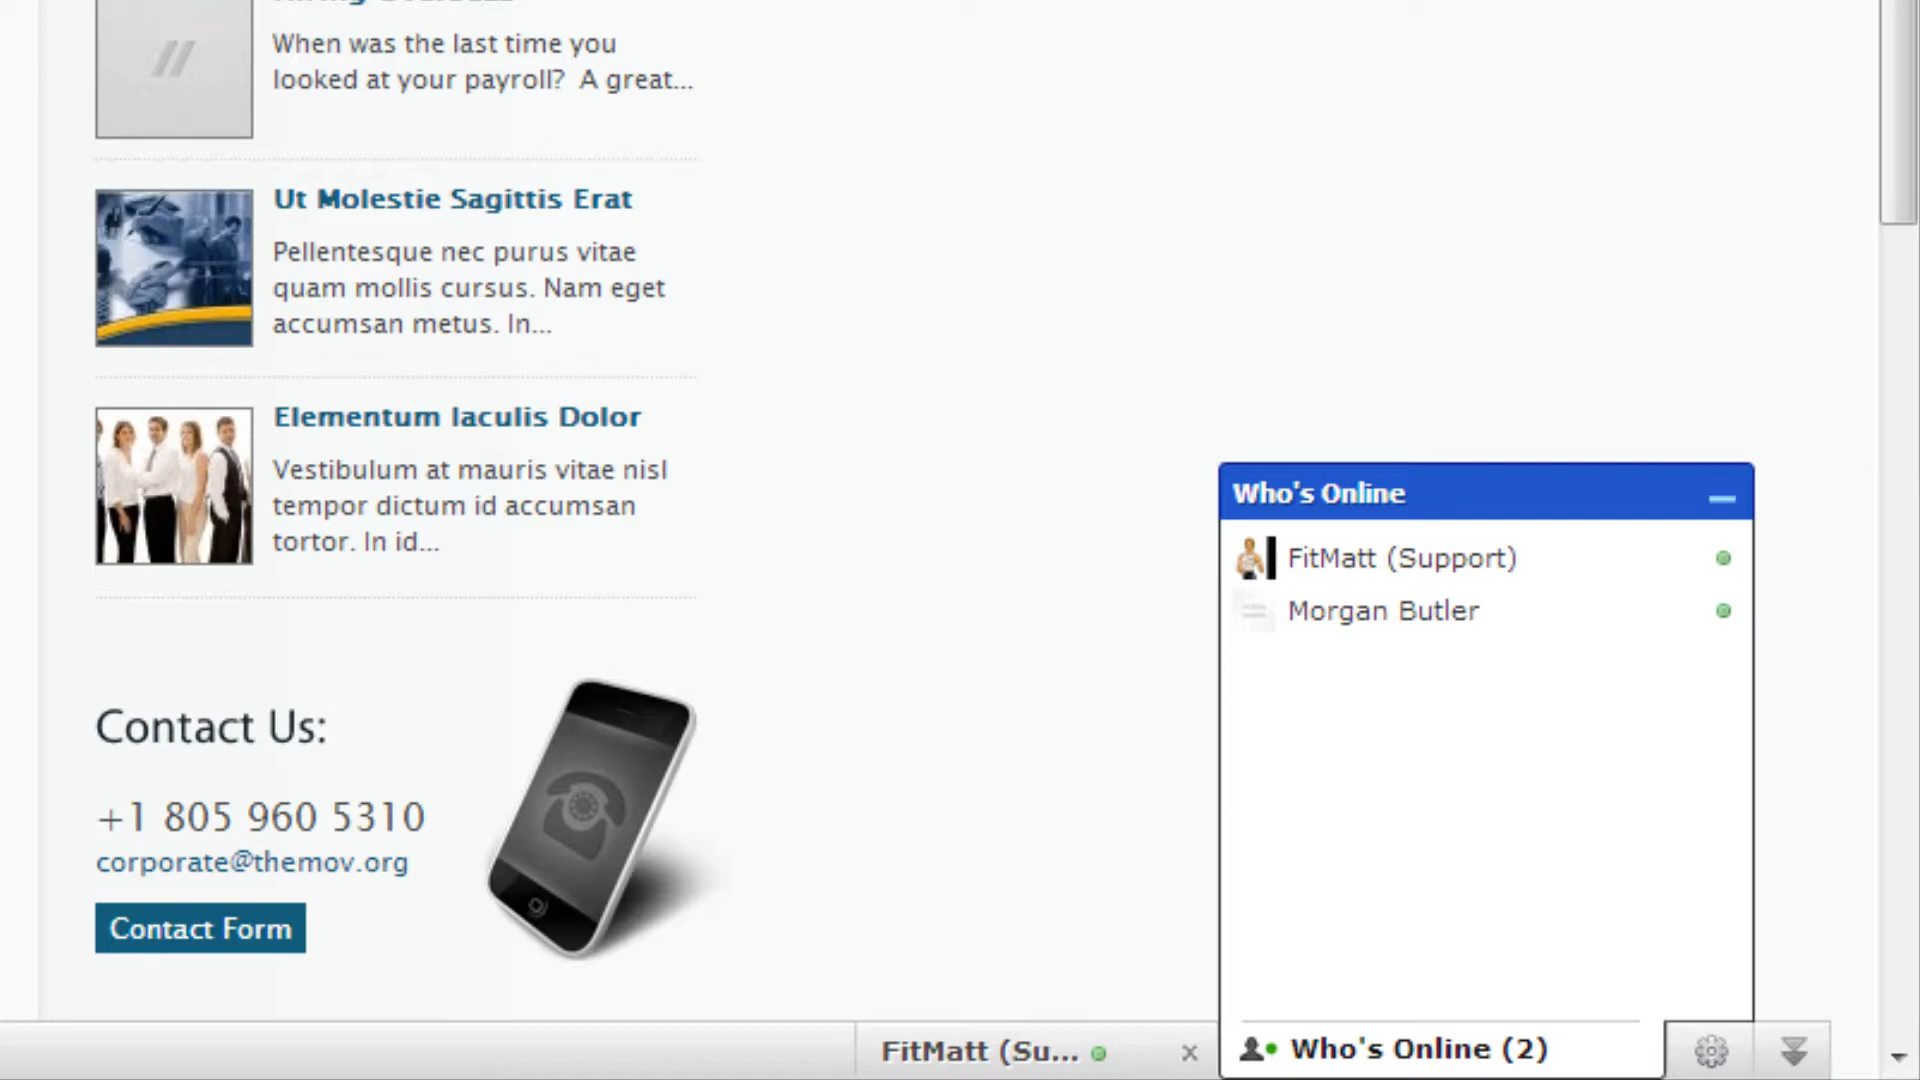 When was the last time you
looked at your payroll?  A great...
Ut Molestie Sagittis Erat
Pellentesque nec purus vitae
quam mollis cursus. Nam eget
accumsan metus. In...
Elementum Iaculis Dolor
Vestibulum at mauris vitae nisl
tempor dictum id accumsan
tortor. In id...
Contact Us:
+1 805 960 5310
corporate@themov.org
Contact Form
Who's Online
FitMatt (Support)
Morgan Butler
FitMatt (Su...
Who's Online (2)